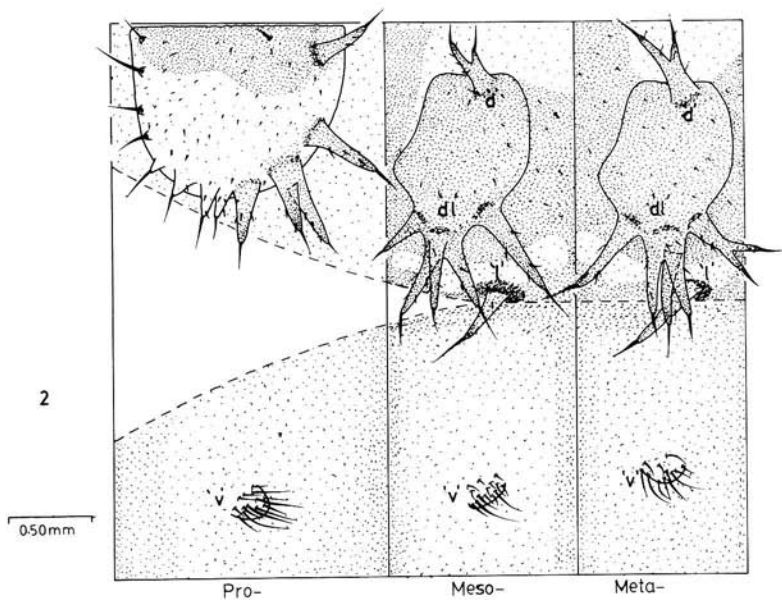 d'
d'
dl
dl
'l'
l'
2
'v'
'v'
'v'
0·50mm
Pro-
Meso-
Meta-